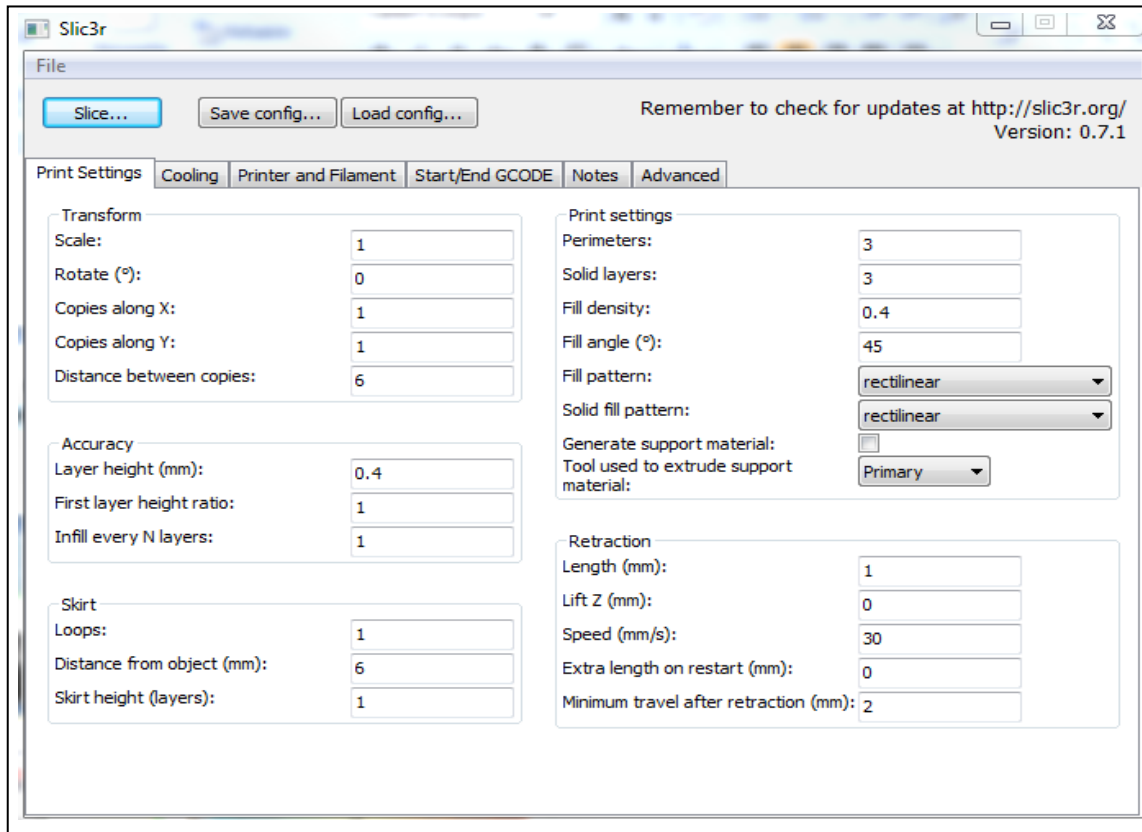 Slic3r
File
Slice... Save config... Load config...
Remember to check for updates at http://slic3r.org/
Version: 0.7.1
Print Settings Cooling Printer and Filament Start/End GCODE Notes Advanced
Transform
Scale: 1
Rotate (°): 0
Copies along X: 1
Copies along Y: 1
Distance between copies: 6
Accuracy
Layer height (mm): 0.4
First layer height ratio: 1
Infill every N layers: 1
Skirt
Loops: 1
Distance from object (mm): 6
Skirt height (layers): 1
Print settings
Perimeters: 3
Solid layers: 3
Fill density: 0.4
Fill angle (°): 45
Fill pattern: rectilinear
Solid fill pattern: rectilinear
Generate support material:
Tool used to extrude support
material: Primary
Retraction
Length (mm): 1
Lift Z (mm): 0
Speed (mm/s): 30
Extra length on restart (mm): 0
Minimum travel after retraction (mm): 2